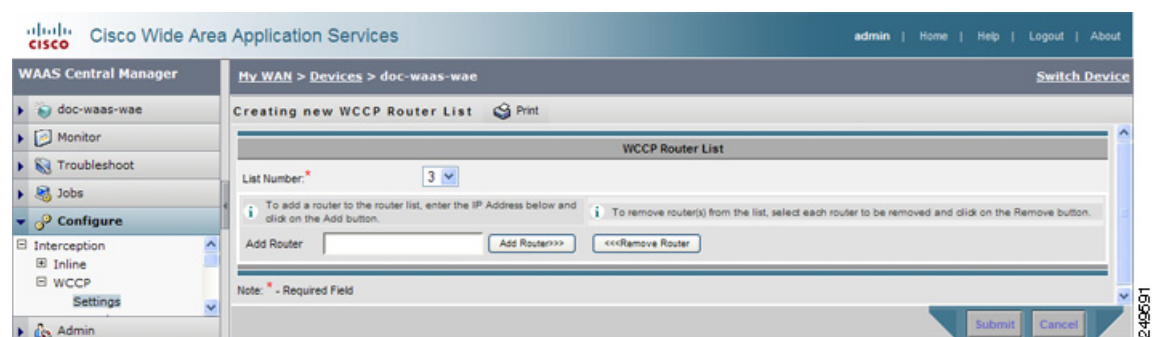 CISCO Cisco Wide Area Application Services
admin | Home | Help | Logout | About
WAAS Central Manager
My WAN > Devices > doc-waas-wae
Switch Device
doc-waas-wae
Creating new WCCP Router List Print
Monitor
WCCP Router List
Troubleshoot
List Number:* 3
Jobs
To add a router to the router list, enter the IP Address below and
click on the Add button.
To remove router(s) from the list, select each router to be removed and click on the Remove button.
Configure
Interception
Add Router Add Router>>> <<<Remove Router
Inline
WCCP
Note: * - Required Field
Settings
Admin
Submit Cancel
249591